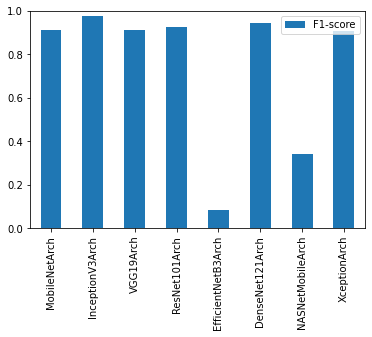 F1-score
1.0
0.8
0.6
0.4
0.2
0.0
MobileNetArch
InceptionV3Arch
VGG19Arch
ResNet101Arch
EfficientNetB3Arch
DenseNet121Arch
NASNetMobileArch
XceptionArch